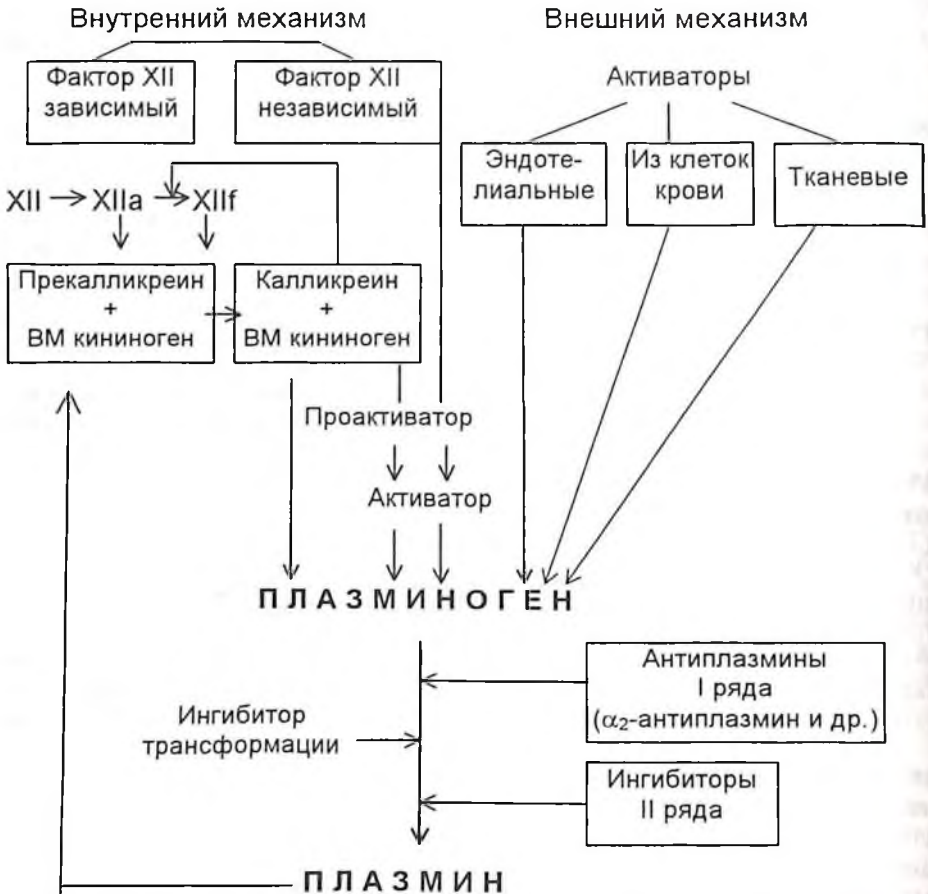 Внутренний механизм
Внешний механизм
Фактор XII
зависимый
Фактор XII
независимый
Активаторы
Эндоте-
лиальные
Из клеток
крови
Тканевые
XII → XIIa → XIIf
Прекалликреин
+
ВМ кининоген
Калликреин
+
ВМ кининоген
Проактиватор
Активатор
ПЛАЗМИНОГЕН
Антиплазмины
I ряда
(α₂-антиплазмин и др.)
Ингибитор
трансформации
Ингибиторы
II ряда
ПЛАЗМИН